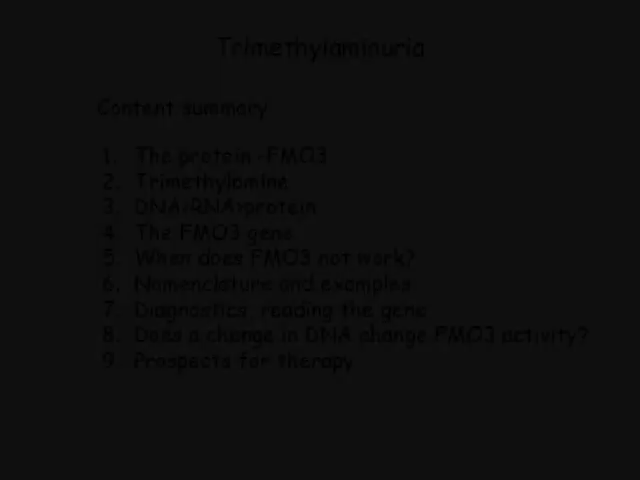 Trimethylaminuria
Content summary
1. The protein -FMO3
2. Trimethylamine
3. DNA:RNA:protein
4. The FMO3 gene
5. When does FMO3 not work?
6. Nomenclature and examples
7. Diagnostics, reading the gene
8. Does a change in DNA change FMO3 activity?
9. Prospects for therapy